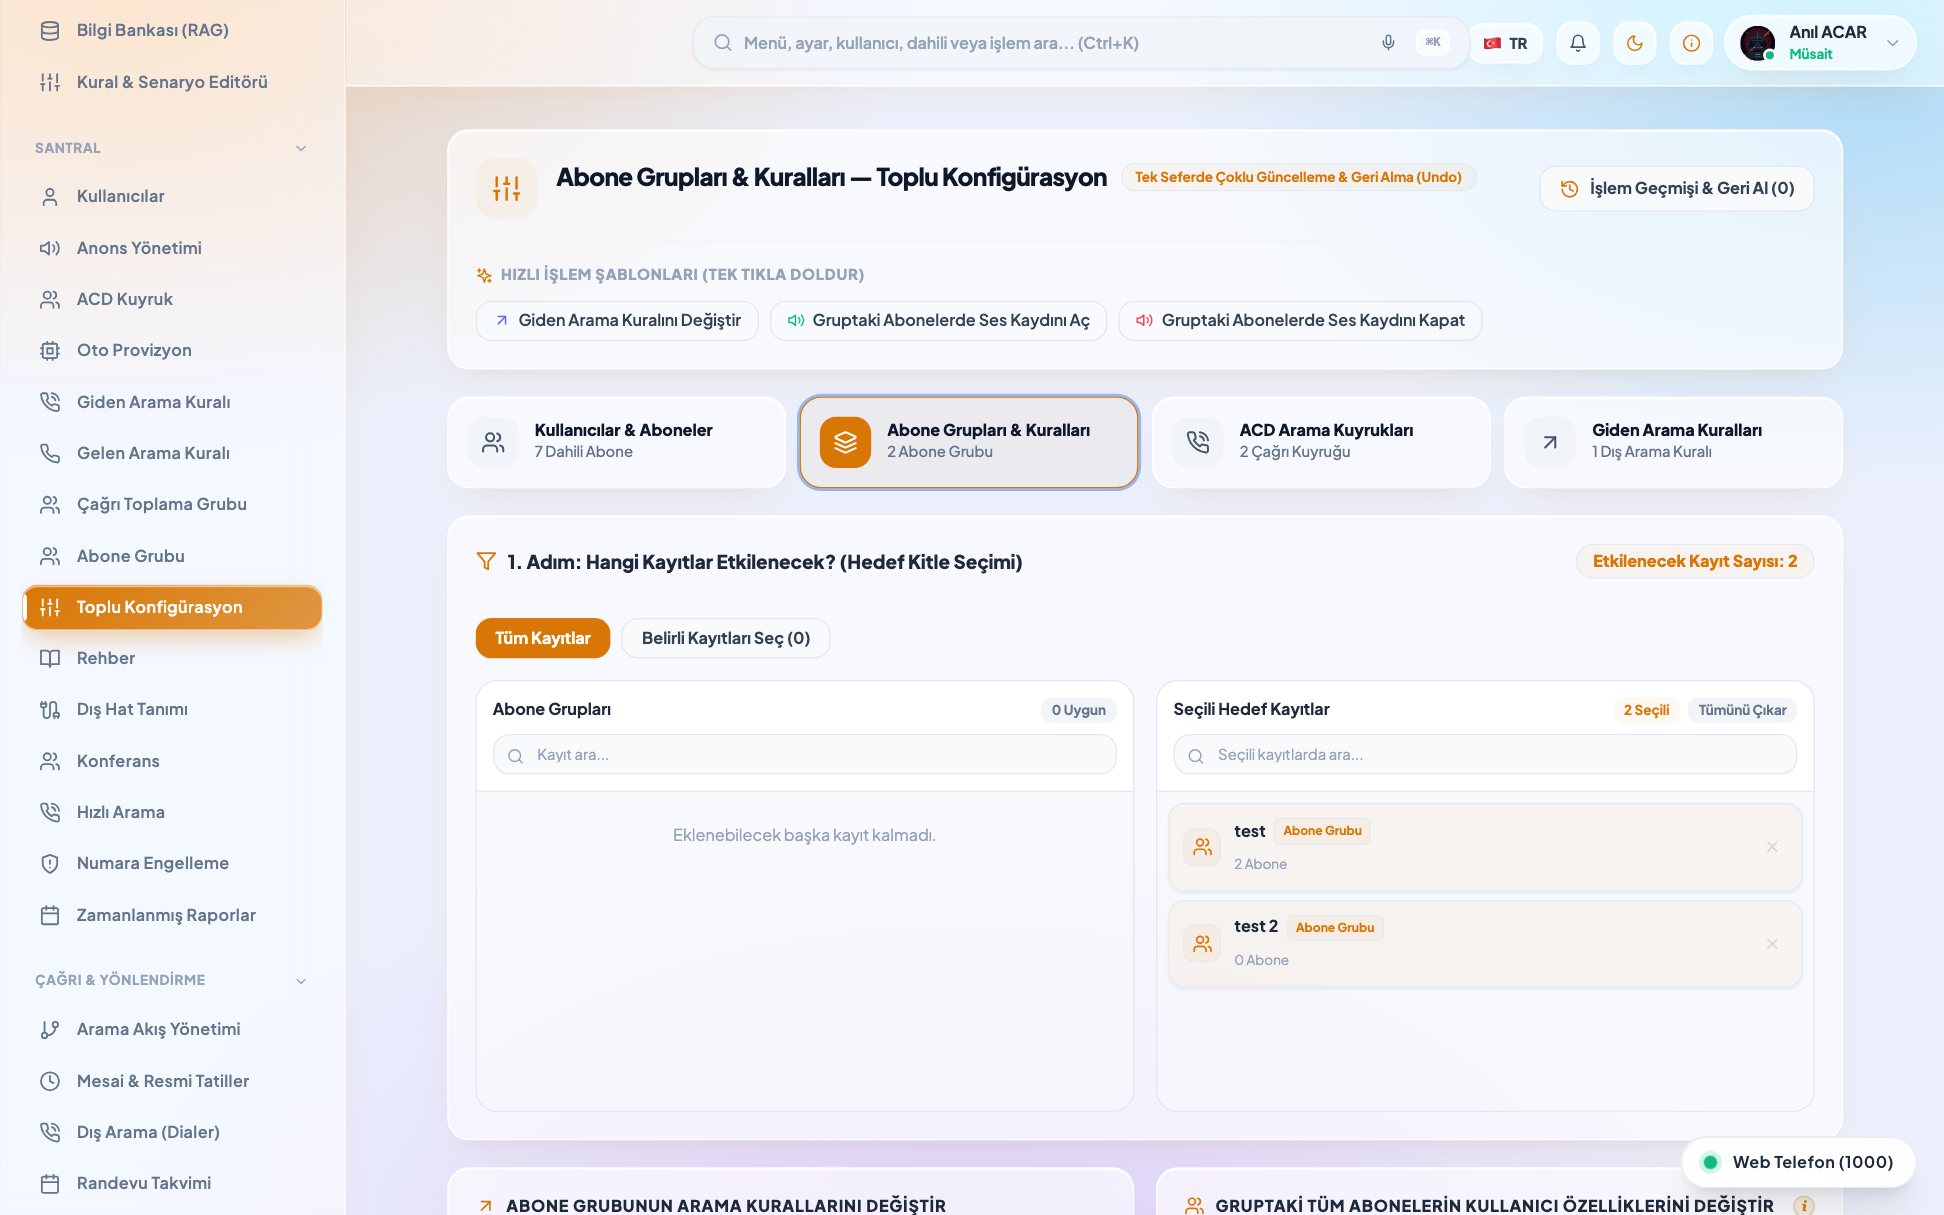 Bilgi Bankası (RAG)
Kural & Senaryo Editörü
SANTRAL
Kullanıcılar
Anons Yönetimi
ACD Kuyruk
Oto Provizyon
Giden Arama Kuralı
Gelen Arama Kuralı
Çağrı Toplama Grubu
Abone Grubu
Toplu Konfigürasyon
Rehber
Dış Hat Tanımı
Konferans
Hızlı Arama
Numara Engelleme
Zamanlanmış Raporlar
ÇAĞRI & YÖNLENDİRME
Arama Akış Yönetimi
Mesai & Resmi Tatiller
Dış Arama (Dialer)
Randevu Takvimi
Menü, ayar, kullanıcı, dahili veya işlem ara... (Ctrl+K)
⌘K
TR
Anıl ACAR
Müsait
Abone Grupları & Kuralları — Toplu Konfigürasyon
Tek Seferde Çoklu Güncelleme & Geri Alma (Undo)
İşlem Geçmişi & Geri Al (0)
HIZLI İŞLEM ŞABLONLARI (TEK TIKLA DOLDUR)
Giden Arama Kuralını Değiştir
Gruptaki Abonelerde Ses Kaydını Aç
Gruptaki Abonelerde Ses Kaydını Kapat
Kullanıcılar & Aboneler
7 Dahili Abone
Abone Grupları & Kuralları
2 Abone Grubu
ACD Arama Kuyrukları
2 Çağrı Kuyruğu
Giden Arama Kuralları
1 Dış Arama Kuralı
1. Adım: Hangi Kayıtlar Etkilenecek? (Hedef Kitle Seçimi)
Etkilenecek Kayıt Sayısı: 2
Tüm Kayıtlar
Belirli Kayıtları Seç (0)
Abone Grupları
0 Uygun
Kayıt ara...
Eklenebilecek başka kayıt kalmadı.
Seçili Hedef Kayıtlar
2 Seçili
Tümünü Çıkar
Seçili kayıtlarda ara...
test
Abone Grubu
2 Abone
test 2
Abone Grubu
0 Abone
Web Telefon (1000)
ABONE GRUBUNUN ARAMA KURALLARINI DEĞİŞTİR
GRUPTAKİ TÜM ABONELERİN KULLANICI ÖZELLİKLERİNİ DEĞİŞTİR